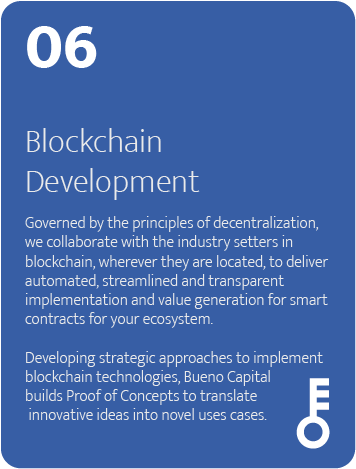 06
Blockchain
Development
Governed by the principles of decentralization,
we collaborate with the industry setters in
blockchain, wherever they are located, to deliver
automated, streamlined and transparent
implementation and value generation for smart
contracts for your ecosystem.
Developing strategic approaches to implement
blockchain technologies, Bueno Capital
builds Proof of Concepts to translate
innovative ideas into novel uses cases.